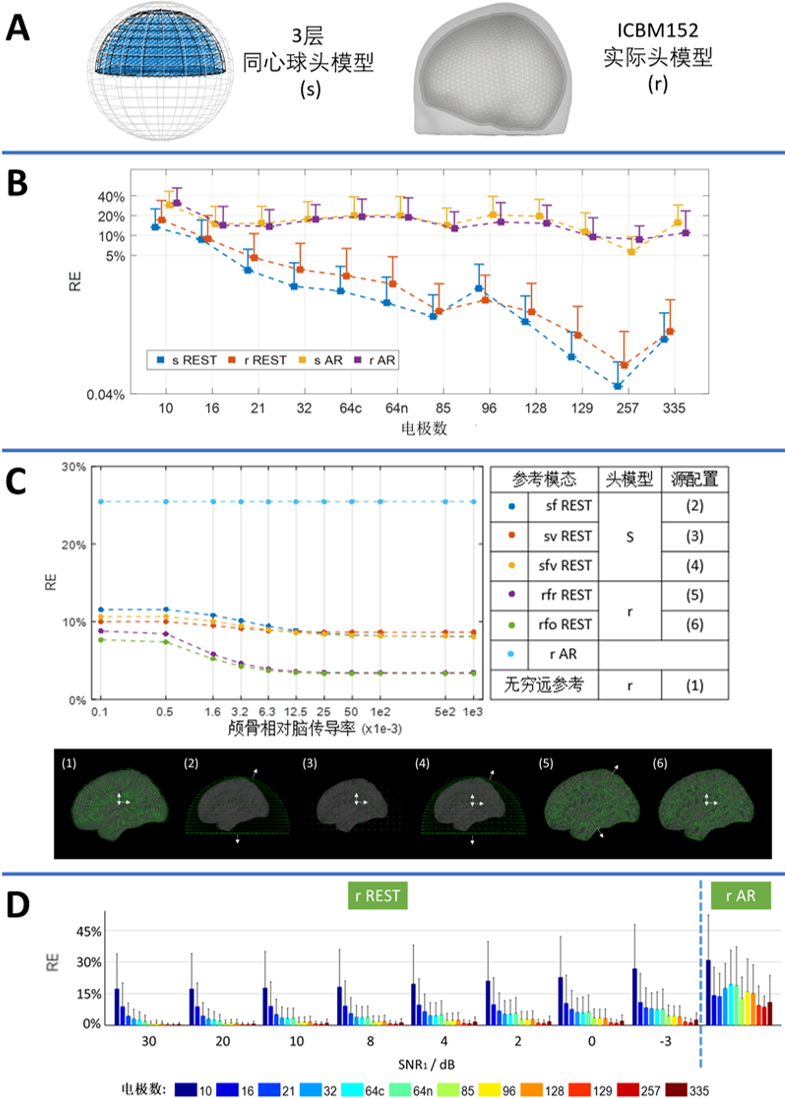 A
3层
同心球头模型
(s)
ICBM152
实际头模型
(r)
B
RE
40%
20%
10%
5%
0.04%
s REST
r REST
s AR
r AR
10
16
21
32
64c
64n
85
96
128
129
257
335
电极数
C
RE
30%
20%
10%
0%
0.1
0.5
1.6
3.2
6.3
12.5
25
50
1e2
5e2
1e3
颅骨相对脑传导率 (x1e-3)
参考模态 头模型 源配置
sf REST (2)
sv REST S (3)
sfv REST (4)
rfr REST (5)
r
rfo REST (6)
r AR
无穷远参考 r (1)
(1)
(2)
(3)
(4)
(5)
(6)
D
r REST
r AR
RE
45%
30%
15%
0%
30
20
10
8
4
2
0
-3
SNR1 / dB
电极数:
10
16
21
32
64c
64n
85
96
128
129
257
335